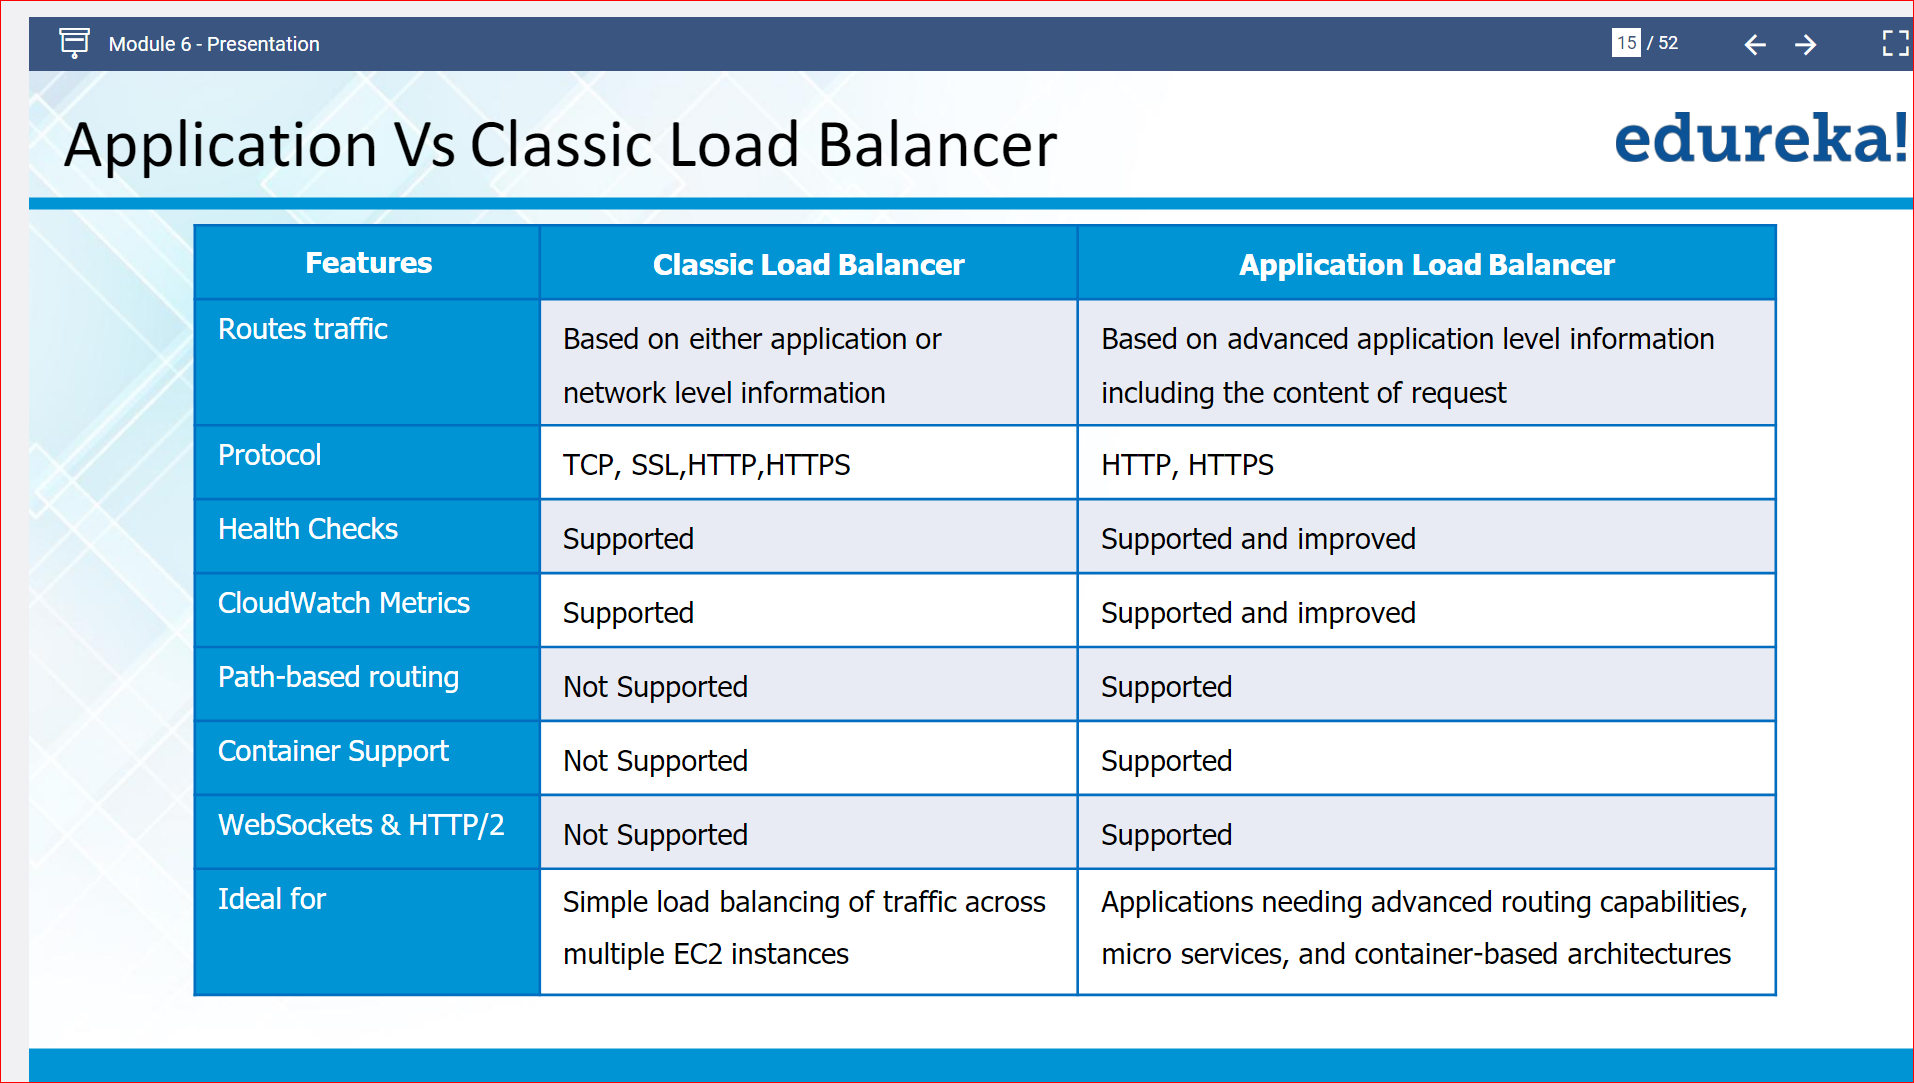 Module 6 - Presentation
15 / 52
Application Vs Classic Load Balancer
edureka!
Features
Classic Load Balancer
Application Load Balancer
Routes traffic
Based on either application or
network level information
Based on advanced application level information
including the content of request
Protocol
TCP, SSL,HTTP,HTTPS
HTTP, HTTPS
Health Checks
Supported
Supported and improved
CloudWatch Metrics
Supported
Supported and improved
Path-based routing
Not Supported
Supported
Container Support
Not Supported
Supported
WebSockets & HTTP/2
Not Supported
Supported
Ideal for
Simple load balancing of traffic across
multiple EC2 instances
Applications needing advanced routing capabilities,
micro services, and container-based architectures